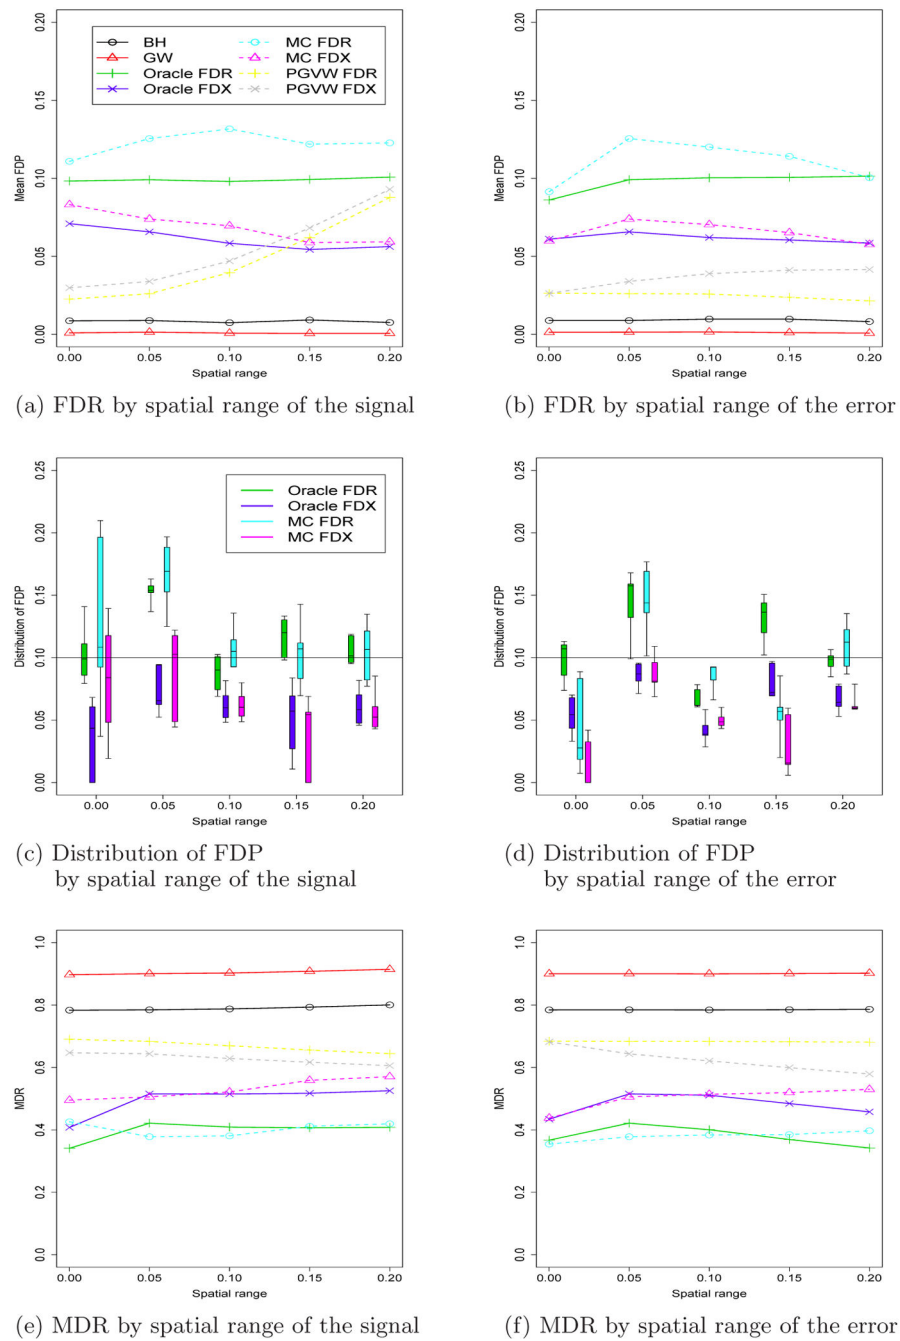 0.20
0.15
0.10
0.05
0.00
Mean FDP
BH
GW
Oracle FDR
Oracle FDX
MC FDR
MC FDX
PGVW FDR
PGVW FDX
0.00 0.05 0.10 0.15 0.20
Spatial range
(a) FDR by spatial range of the signal
0.20
0.15
0.10
0.05
0.00
Mean FDP
0.00 0.05 0.10 0.15 0.20
Spatial range
(b) FDR by spatial range of the error
0.25
0.20
0.15
0.10
0.05
0.00
Distribution of FDP
Oracle FDR
Oracle FDX
MC FDR
MC FDX
0.00 0.05 0.10 0.15 0.20
Spatial range
(c) Distribution of FDP
by spatial range of the signal
0.25
0.20
0.15
0.10
0.05
0.00
Distribution of FDP
0.00 0.05 0.10 0.15 0.20
Spatial range
(d) Distribution of FDP
by spatial range of the error
1.0
0.8
0.6
0.4
0.2
0.0
MDR
0.00 0.05 0.10 0.15 0.20
Spatial range
(e) MDR by spatial range of the signal
1.0
0.8
0.6
0.4
0.2
0.0
MDR
0.00 0.05 0.10 0.15 0.20
Spatial range
(f) MDR by spatial range of the error